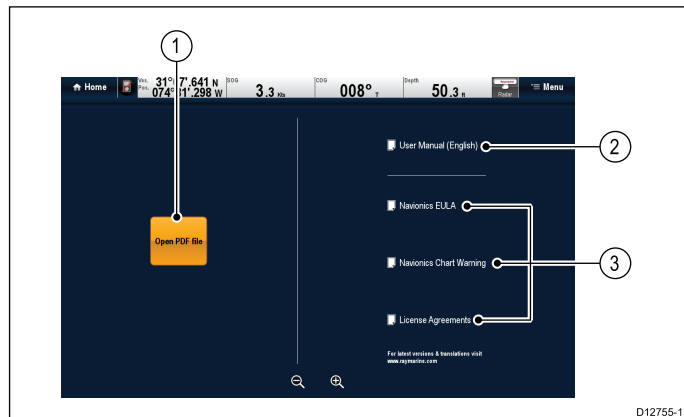 1
Home
Ves. Pos.
31° 7'.641 N
074° 1'.298 W
SOG
3.3 Kts
COG
008° T
Depth
50.3 ft
Raymarine
Radar
Menu
User Manual (English)
2
Navionics EULA
Open PDF file
Navionics Chart Warning
3
License Agreements
For latest versions & translations visit
www.raymarine.com
D12755-1